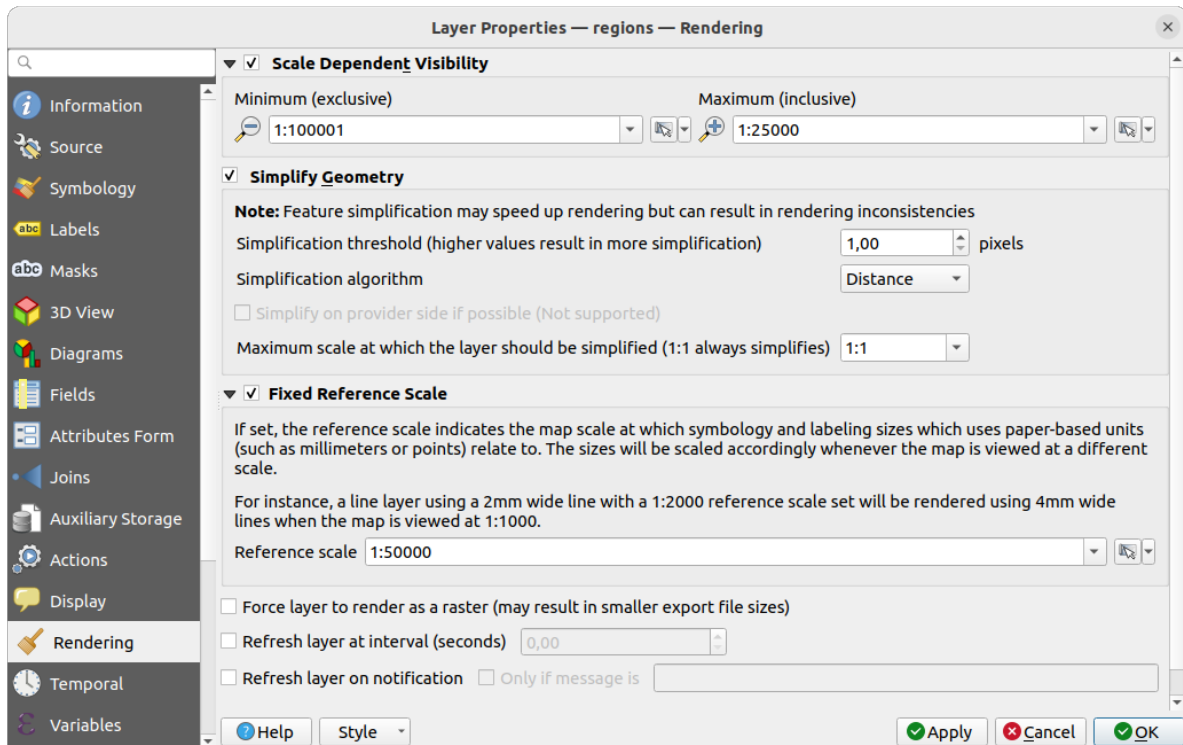 Layer Properties — regions — Rendering
Information
Source
Symbology
abc Labels
abc Masks
3D View
Diagrams
Fields
Attributes Form
Joins
Auxiliary Storage
Actions
Display
Rendering
Temporal
Variables
Scale Dependent Visibility
Minimum (exclusive)
Maximum (inclusive)
1:100001
1:25000
Simplify Geometry
Note: Feature simplification may speed up rendering but can result in rendering inconsistencies
Simplification threshold (higher values result in more simplification) 1,00 pixels
Simplification algorithm Distance
Simplify on provider side if possible (Not supported)
Maximum scale at which the layer should be simplified (1:1 always simplifies) 1:1
Fixed Reference Scale
If set, the reference scale indicates the map scale at which symbology and labeling sizes which uses paper-based units
(such as millimeters or points) relate to. The sizes will be scaled accordingly whenever the map is viewed at a different
scale.
For instance, a line layer using a 2mm wide line with a 1:2000 reference scale set will be rendered using 4mm wide
lines when the map is viewed at 1:1000.
Reference scale 1:50000
Force layer to render as a raster (may result in smaller export file sizes)
Refresh layer at interval (seconds) 0,00
Refresh layer on notification Only if message is
Help Style Apply Cancel OK